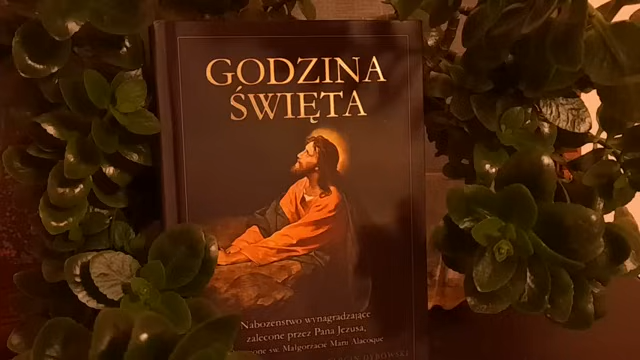 GODZINA
ŚWIĘTA
Nabożeństwo wynagradzające
zalecone przez Pana Jezusa,
św. Małgorzacie Marii Alacoque